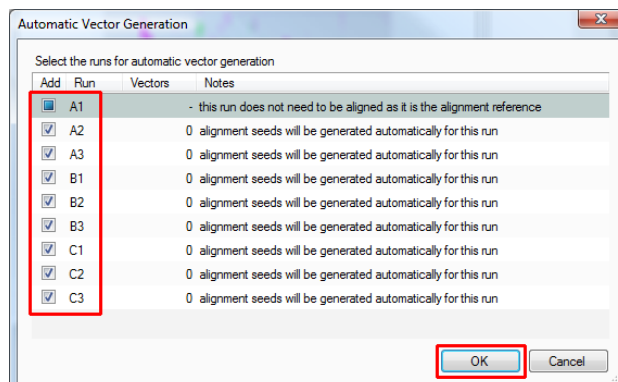 Automatic Vector Generation
Select the runs for automatic vector generation
Add Run Vectors Notes
A1 - this run does not need to be aligned as it is the alignment reference
A2 0 alignment seeds will be generated automatically for this run
A3 0 alignment seeds will be generated automatically for this run
B1 0 alignment seeds will be generated automatically for this run
B2 0 alignment seeds will be generated automatically for this run
B3 0 alignment seeds will be generated automatically for this run
C1 0 alignment seeds will be generated automatically for this run
C2 0 alignment seeds will be generated automatically for this run
C3 0 alignment seeds will be generated automatically for this run
OK Cancel